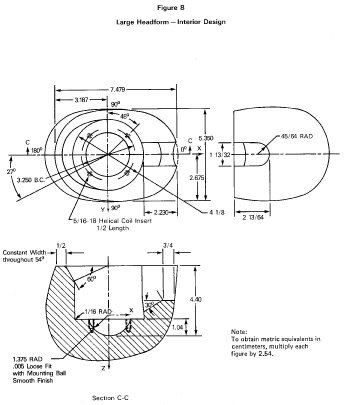 Figure 8
Large Headform — Interior Design
7.479
3.187
90°
45°
C
180°
0°
C
X
5.350
27°
3.250 B.C.
2.675
Y
90°
4 1/8
2.230
5/16-18 Helical Coil Insert
1/2 Length
45/64 RAD
1 13/32
2 13/64
Constant Width
throughout 54°
1/2
3/4
60°
30°
4.40
1/16 RAD
X
1.04
Z
1.375 RAD
.005 Loose Fit
with Mounting Ball
Smooth Finish
Note:
To obtain metric equivalents in
centimeters, multiply each
figure by 2.54.
Section C-C